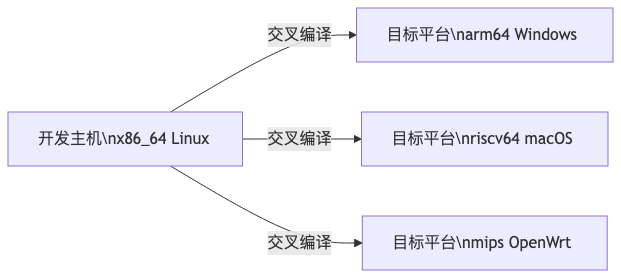 交叉编译
目标平台\narm64 Windows
开发主机\nx86_64 Linux
交叉编译
目标平台\nriscv64 macOS
交叉编译
目标平台\nmips OpenWrt